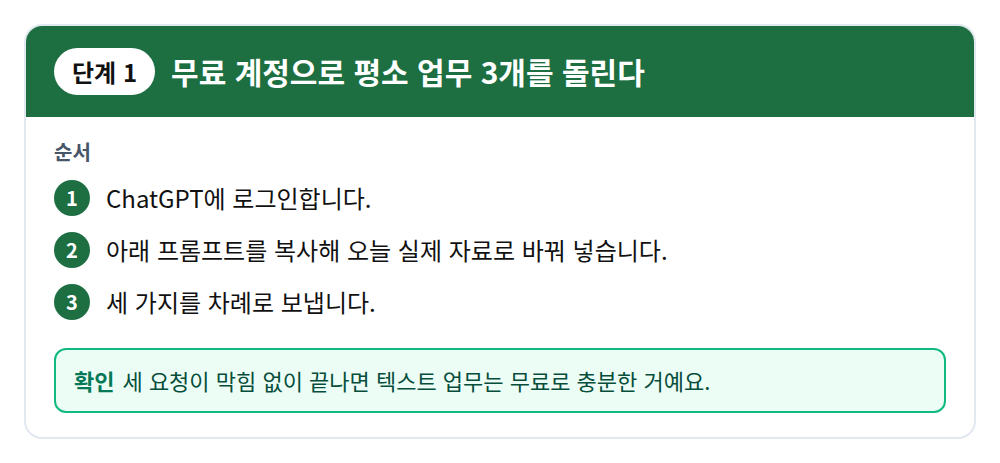 단계 1 무료 계정으로 평소 업무 3개를 돌린다
순서
1 ChatGPT에 로그인합니다.
2 아래 프롬프트를 복사해 오늘 실제 자료로 바꿔 넣습니다.
3 세 가지를 차례로 보냅니다.
확인 세 요청이 막힘 없이 끝나면 텍스트 업무는 무료로 충분한 거예요.